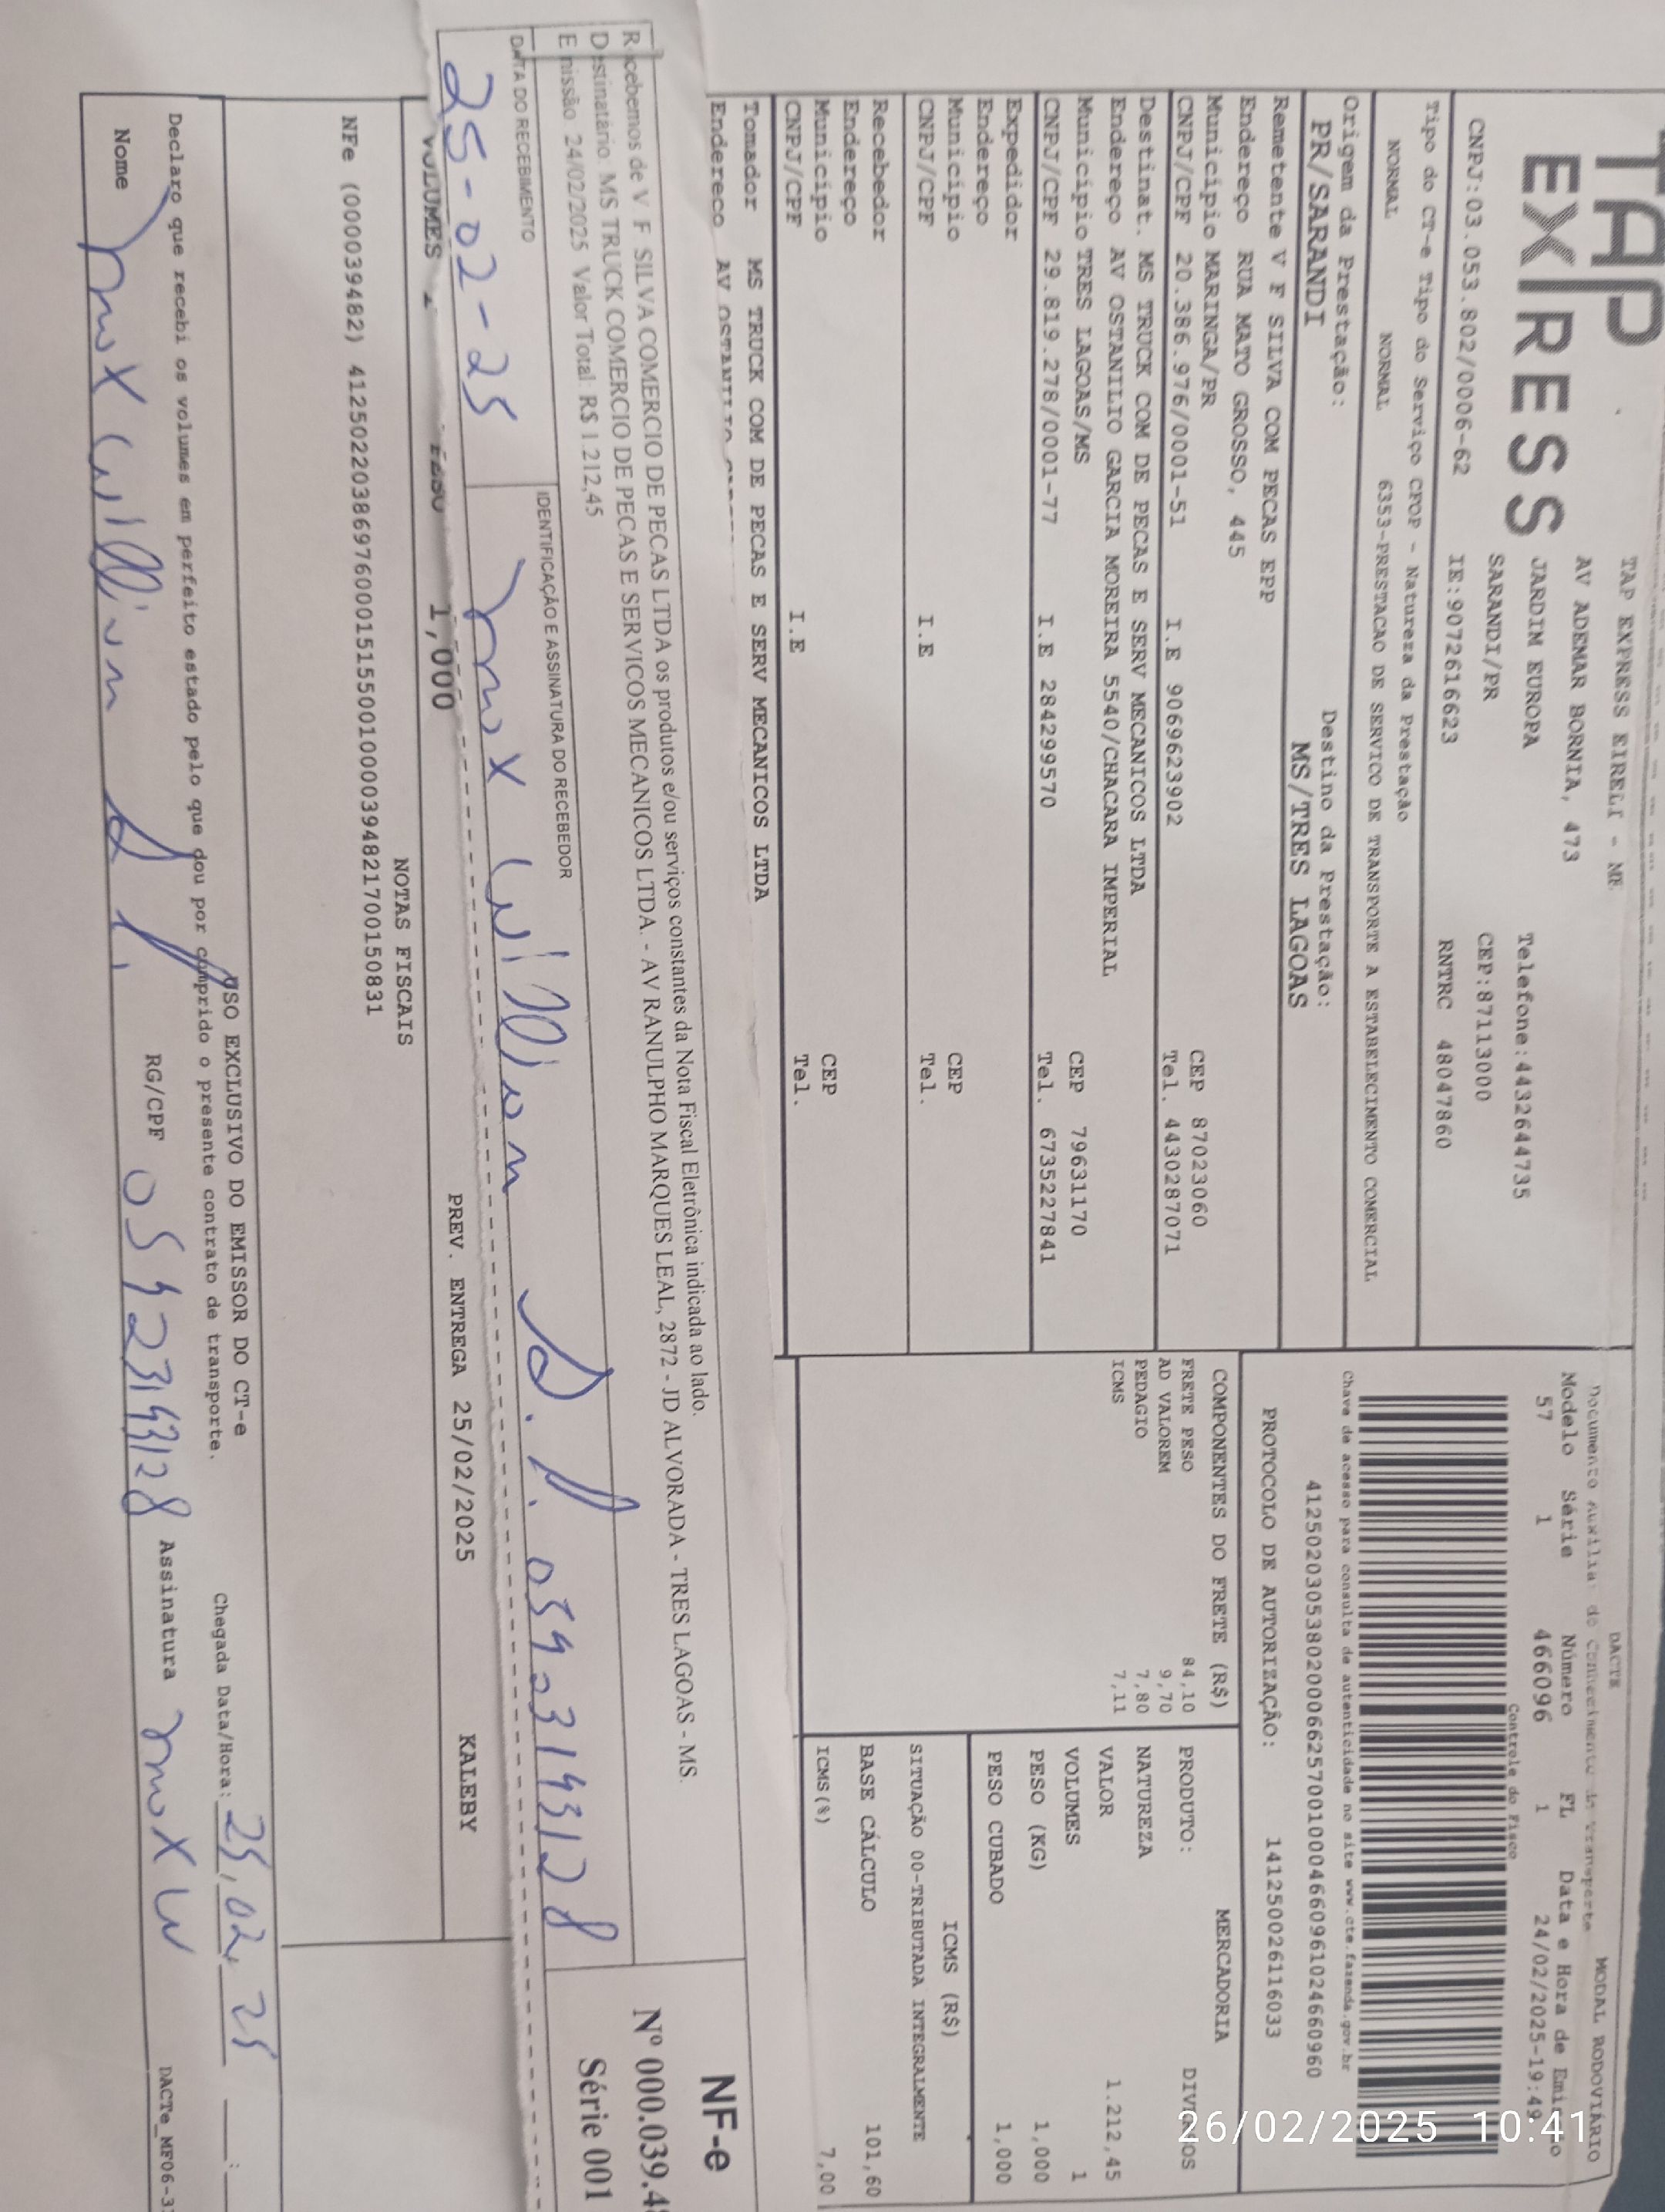 TAP
EXPRESS
TAP EXPRESS EIRELI - ME
AV ADEMAR BORNIA, 473
JARDIM EUROPA Telefone:4432644735
SARANDI/PR CEP:87113000
CNPJ:03.053.802/0006-62 IE:9072616623 RNTRC 48047860
Tipo do CT-e Tipo do Serviço CFOP - Natureza da Prestação
NORMAL NORMAL 6353-PRESTACAO DE SERVICO DE TRANSPORTE A ESTABELECIMENTO COMERCIAL
Origem da Prestação: Destino da Prestação:
PR/SARANDI MS/TRES LAGOAS
Remetente V F SILVA COM PECAS EPP
Endereço RUA MATO GROSSO, 445
Município MARINGA/PR CEP 87023060
CNPJ/CPF 20.386.976/0001-51 I.E 9069623902 Tel. 4430287071
Destinat. MS TRUCK COM DE PECAS E SERV MECANICOS LTDA
Endereço AV OSTANILIO GARCIA MOREIRA 5540/CHACARA IMPERIAL
Município TRES LAGOAS/MS CEP 79631170
CNPJ/CPF 29.819.278/0001-77 I.E 284299570 Tel. 6735227841
Expedidor
Endereço
Município CEP
CNPJ/CPF I.E Tel.
Recebedor
Endereço
Município CEP
CNPJ/CPF I.E Tel.
Tomador MS TRUCK COM DE PECAS E SERV MECANICOS LTDA
Endereco AV OSTANILIO
DACTE
Documento Auxiliar do Conhecimento de Transporte MODAL RODOVIÁRIO
Modelo Série Número FL Data e Hora de Emissão
57 1 466096 1 24/02/2025-19:49
Controle do Fisco
Chave de acesso para consulta de autenticidade no site www.cte.fazenda.gov.br
41250203053802000662570010004660961024660960
PROTOCOLO DE AUTORIZAÇÃO: 141250026116033
COMPONENTES DO FRETE (R$)
FRETE PESO 84,10
AD VALOREM 9,70
PEDAGIO 7,80
ICMS 7,11
MERCADORIA
PRODUTO: DIVERSOS
NATUREZA
VALOR 1.212,45
VOLUMES 1
PESO (KG) 1,000
PESO CUBADO 1,000
ICMS (R$)
SITUAÇÃO 00-TRIBUTADA INTEGRALMENTE
BASE CÁLCULO 101,60
ICMS(%) 7,00
26/02/2025 10:41
Recebemos de V F SILVA COMERCIO DE PECAS LTDA os produtos e/ou serviços constantes da Nota Fiscal Eletrônica indicada ao lado.
Destinatário: MS TRUCK COMERCIO DE PECAS E SERVICOS MECANICOS LTDA. - AV RANULPHO MARQUES LEAL, 2872 - JD ALVORADA - TRES LAGOAS - MS.
Emissão 24/02/2025 Valor Total: R$ 1.212,45
DATA DO RECEBIMENTO IDENTIFICAÇÃO E ASSINATURA DO RECEBEDOR
25-02-25 max William
NF-e
Nº 000.039.4
Série 001
VOLUMES 1 PESO 1,000 PREV. ENTREGA 25/02/2025 KALEBY
NOTAS FISCAIS
NFe (000039482) 41250220386976000151550010000394821700150831
USO EXCLUSIVO DO EMISSOR DO CT-e
Declaro que recebi os volumes em perfeito estado pelo que dou por cumprido o presente contrato de transporte. Chegada Data/Hora: 25,02,25 :
Nome max William RG/CPF Assinatura max W
DACTe_MF06-3